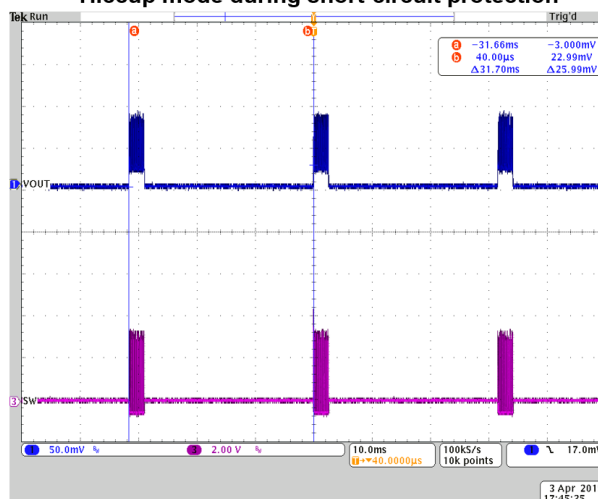 Hiccup mode during short-circuit protection
Tek Run
Trig'd
a
b
T
a -31.66ms -3.000mV
b 40.00µs 22.99mV
Δ31.70ms Δ25.99mV
1 VOUT
3 SW
1 50.0mV
3 2.00 V
10.0ms
T→▼40.0000µs
100kS/s
10k points
1
17.0m
3 Apr 201
17:45:25